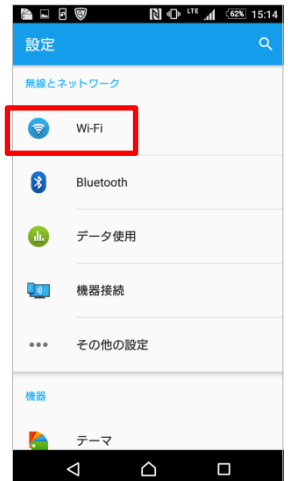 LTE 62% 15:14
設定
無線とネットワーク
Wi-Fi
Bluetooth
データ使用
機器接続
その他の設定
機器
テーマ